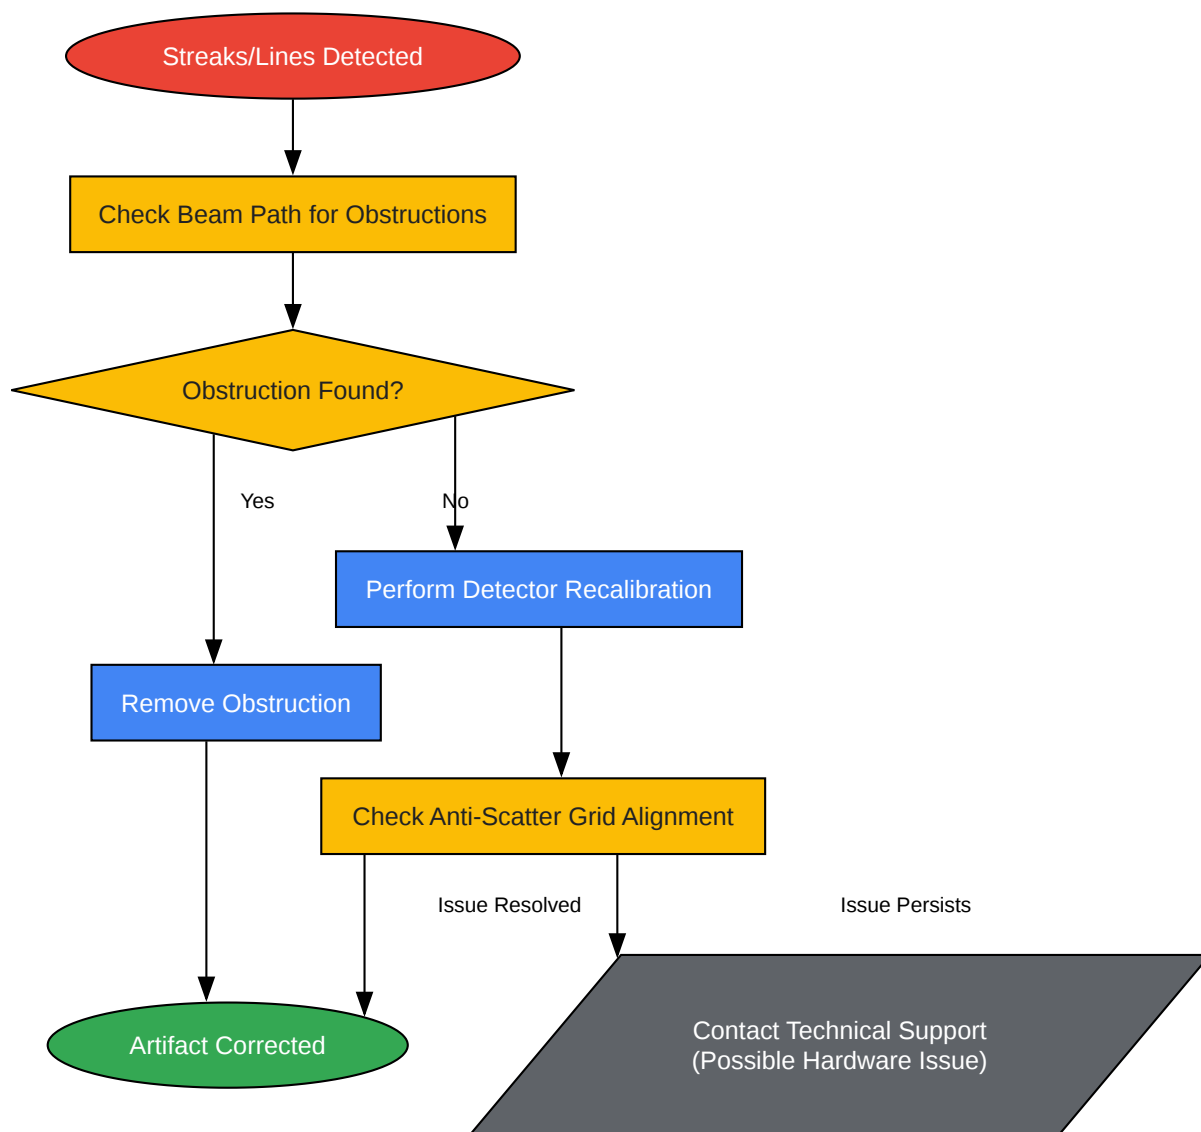 Streaks/Lines Detected
Check Beam Path for Obstructions
Obstruction Found?
Yes
No
Perform Detector Recalibration
Remove Obstruction
Check Anti-Scatter Grid Alignment
Issue Resolved
Issue Persists
Contact Technical Support
(Possible Hardware Issue)
Artifact Corrected